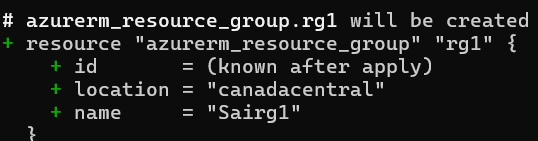 # azurerm_resource_group.rg1 will be created
+ resource "azurerm_resource_group" "rg1" {
+ id = (known after apply)
+ location = "canadacentral"
+ name = "Sairg1"
}